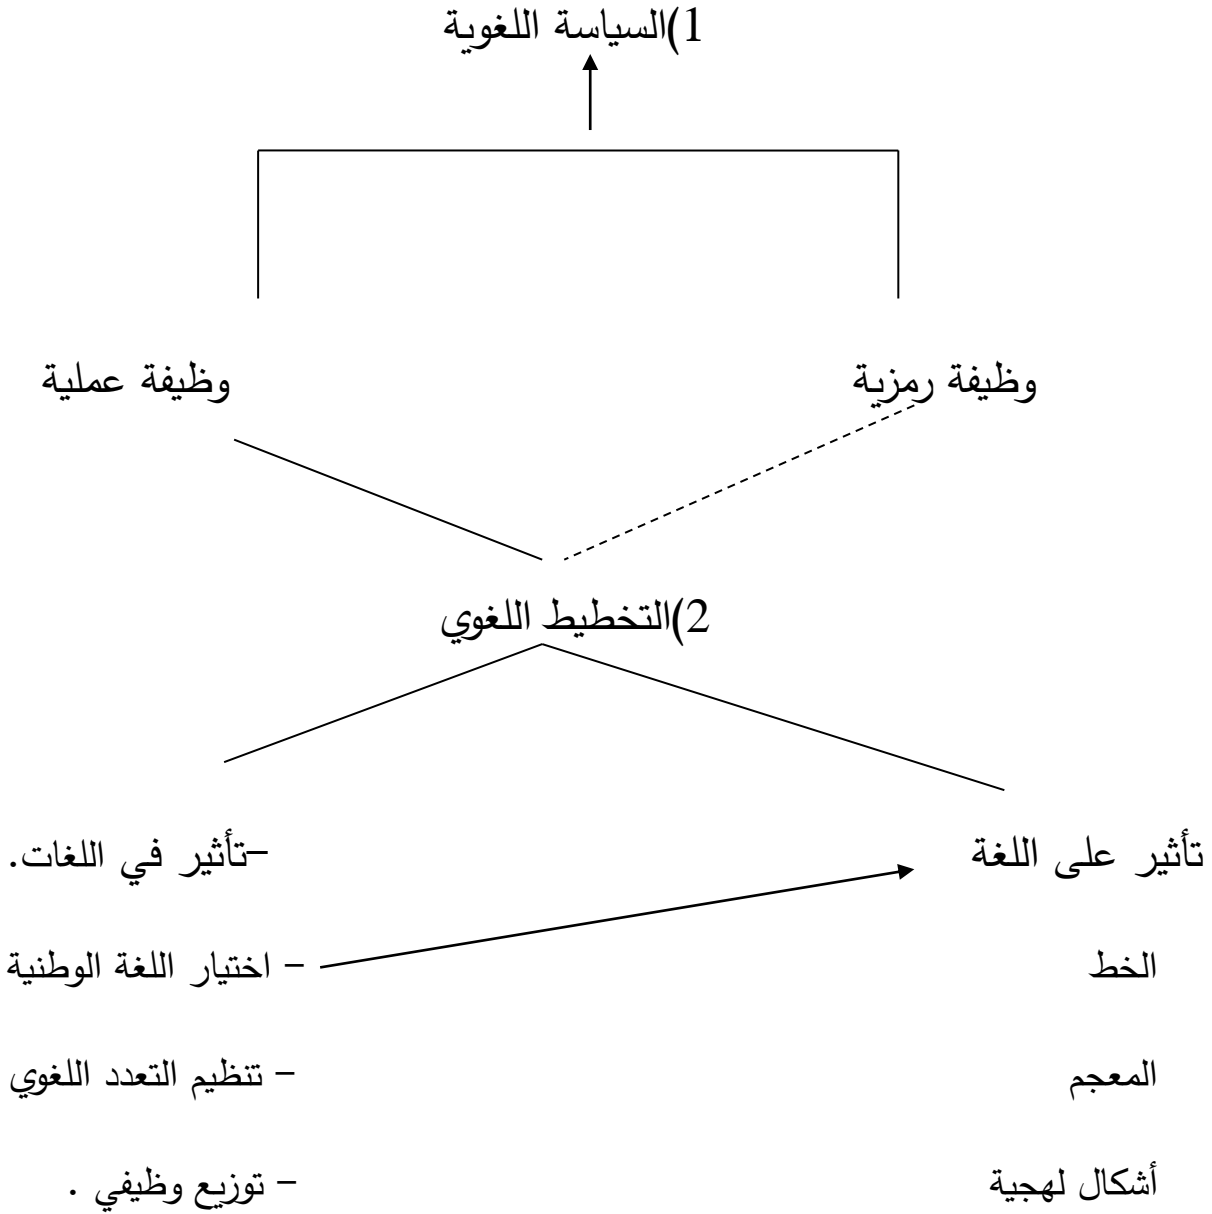 1)السياسة اللغوية
وظيفة رمزية
وظيفة عملية
2)التخطيط اللغوي
تأثير على اللغة
-تأثير في اللغات.
الخط
- اختيار اللغة الوطنية
المعجم
- تنظيم التعدد اللغوي
أشكال لهجية
- توزيع وظيفي .